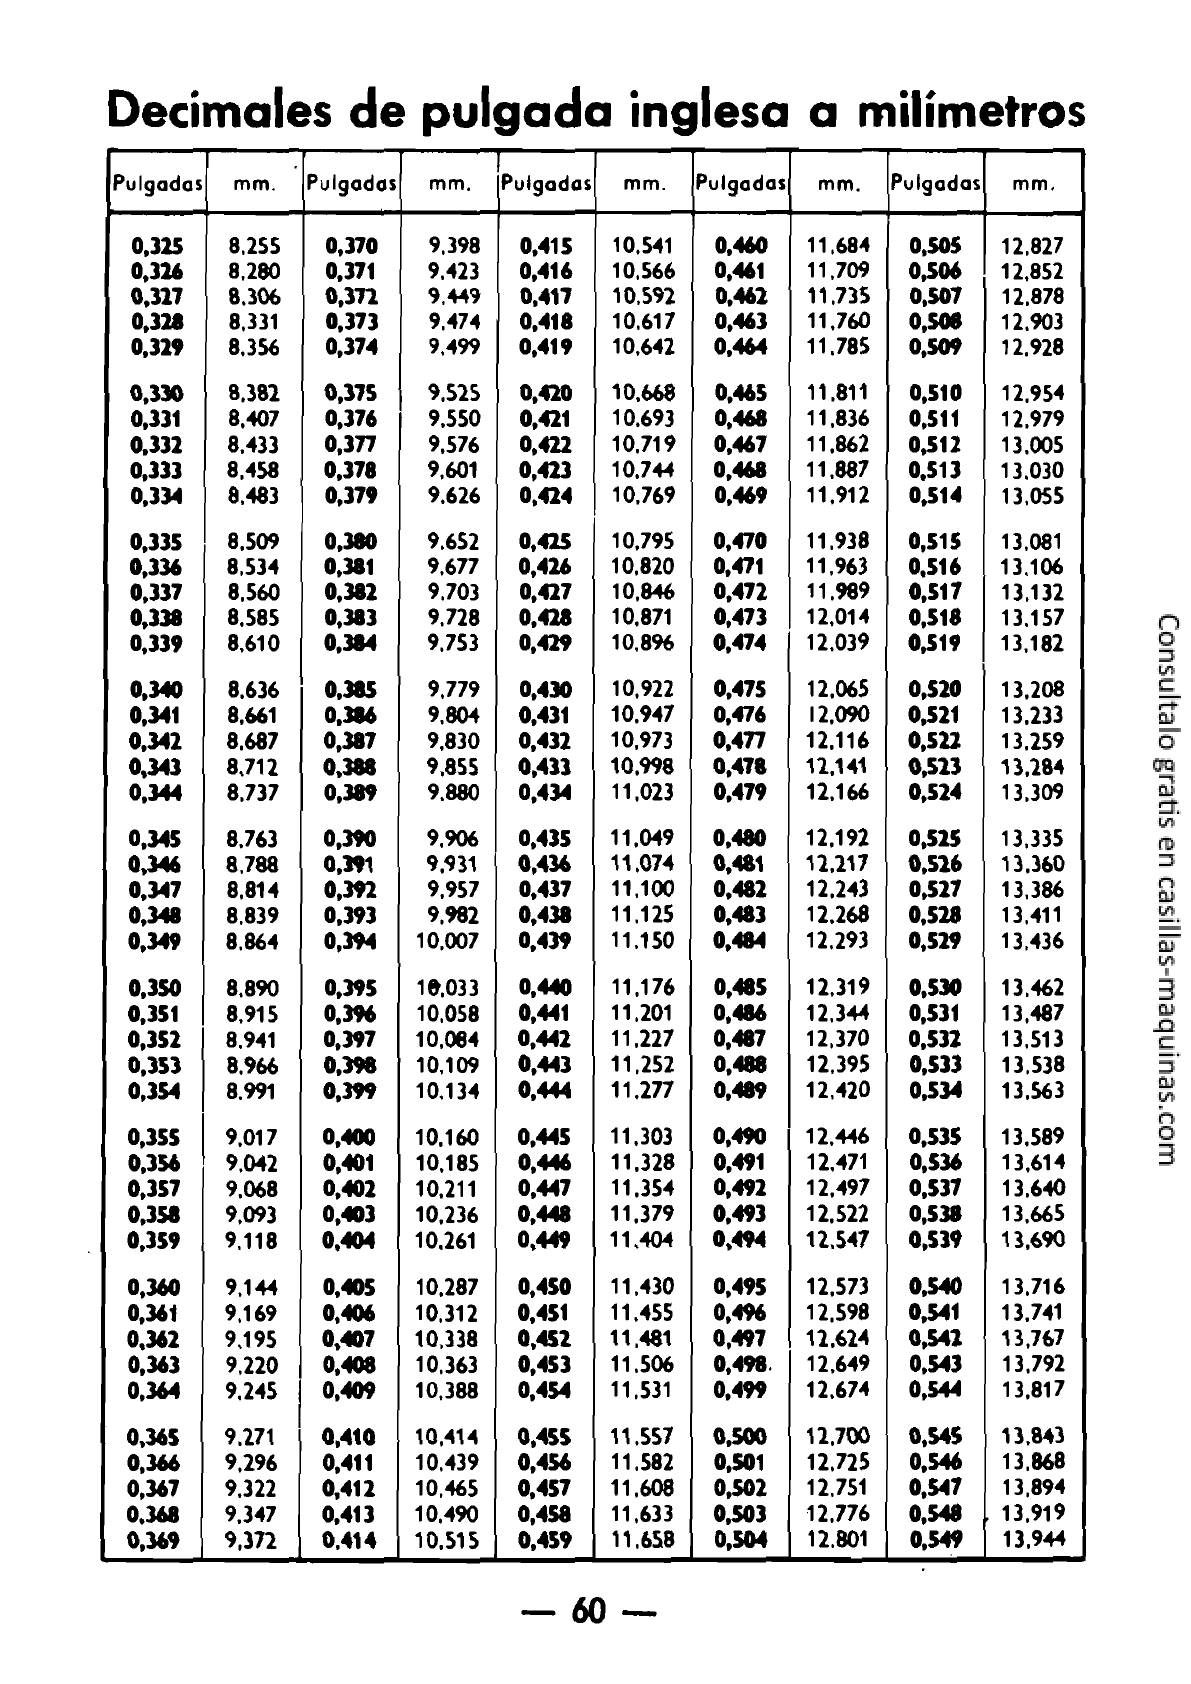 Decimales de pulgada inglesa a milímetros
Pulgadas mm. Pulgadas mm. Pulgadas mm. Pulgadas mm. Pulgadas mm.
0,325 8,255 0,370 9,398 0,415 10,541 0,460 11,684 0,505 12,827
0,326 8,280 0,371 9,423 0,416 10,566 0,461 11,709 0,506 12,852
0,327 8,306 0,372 9,449 0,417 10,592 0,462 11,735 0,507 12,878
0,328 8,331 0,373 9,474 0,418 10,617 0,463 11,760 0,508 12,903
0,329 8,356 0,374 9,499 0,419 10,642 0,464 11,785 0,509 12,928
0,330 8,382 0,375 9,525 0,420 10,668 0,465 11,811 0,510 12,954
0,331 8,407 0,376 9,550 0,421 10,693 0,468 11,836 0,511 12,979
0,332 8,433 0,377 9,576 0,422 10,719 0,467 11,862 0,512 13,005
0,333 8,458 0,378 9,601 0,423 10,744 0,468 11,887 0,513 13,030
0,334 8,483 0,379 9,626 0,424 10,769 0,469 11,912 0,514 13,055
0,335 8,509 0,380 9,652 0,425 10,795 0,470 11,938 0,515 13,081
0,336 8,534 0,381 9,677 0,426 10,820 0,471 11,963 0,516 13,106
0,337 8,560 0,382 9,703 0,427 10,846 0,472 11,989 0,517 13,132
0,338 8,585 0,383 9,728 0,428 10,871 0,473 12,014 0,518 13,157
0,339 8,610 0,384 9,753 0,429 10,896 0,474 12,039 0,519 13,182
0,340 8,636 0,385 9,779 0,430 10,922 0,475 12,065 0,520 13,208
0,341 8,661 0,386 9,804 0,431 10,947 0,476 12,090 0,521 13,233
0,342 8,687 0,387 9,830 0,432 10,973 0,477 12,116 0,522 13,259
0,343 8,712 0,388 9,855 0,433 10,998 0,478 12,141 0,523 13,284
0,344 8,737 0,389 9,880 0,434 11,023 0,479 12,166 0,524 13,309
0,345 8,763 0,390 9,906 0,435 11,049 0,480 12,192 0,525 13,335
0,346 8,788 0,391 9,931 0,436 11,074 0,481 12,217 0,526 13,360
0,347 8,814 0,392 9,957 0,437 11,100 0,482 12,243 0,527 13,386
0,348 8,839 0,393 9,982 0,438 11,125 0,483 12,268 0,528 13,411
0,349 8,864 0,394 10,007 0,439 11,150 0,484 12,293 0,529 13,436
0,350 8,890 0,395 10,033 0,440 11,176 0,485 12,319 0,530 13,462
0,351 8,915 0,396 10,058 0,441 11,201 0,486 12,344 0,531 13,487
0,352 8,941 0,397 10,084 0,442 11,227 0,487 12,370 0,532 13,513
0,353 8,966 0,398 10,109 0,443 11,252 0,488 12,395 0,533 13,538
0,354 8,991 0,399 10,134 0,444 11,277 0,489 12,420 0,534 13,563
0,355 9,017 0,400 10,160 0,445 11,303 0,490 12,446 0,535 13,589
0,356 9,042 0,401 10,185 0,446 11,328 0,491 12,471 0,536 13,614
0,357 9,068 0,402 10,211 0,447 11,354 0,492 12,497 0,537 13,640
0,358 9,093 0,403 10,236 0,448 11,379 0,493 12,522 0,538 13,665
0,359 9,118 0,404 10,261 0,449 11,404 0,494 12,547 0,539 13,690
0,360 9,144 0,405 10,287 0,450 11,430 0,495 12,573 0,540 13,716
0,361 9,169 0,406 10,312 0,451 11,455 0,496 12,598 0,541 13,741
0,362 9,195 0,407 10,338 0,452 11,481 0,497 12,624 0,542 13,767
0,363 9,220 0,408 10,363 0,453 11,506 0,498 12,649 0,543 13,792
0,364 9,245 0,409 10,388 0,454 11,531 0,499 12,674 0,544 13,817
0,365 9,271 0,410 10,414 0,455 11,557 0,500 12,700 0,545 13,843
0,366 9,296 0,411 10,439 0,456 11,582 0,501 12,725 0,546 13,868
0,367 9,322 0,412 10,465 0,457 11,608 0,502 12,751 0,547 13,894
0,368 9,347 0,413 10,490 0,458 11,633 0,503 12,776 0,548 13,919
0,369 9,372 0,414 10,515 0,459 11,658 0,504 12,801 0,549 13,944
— 60 —
Consultalo gratis en casillas-maquinas.com